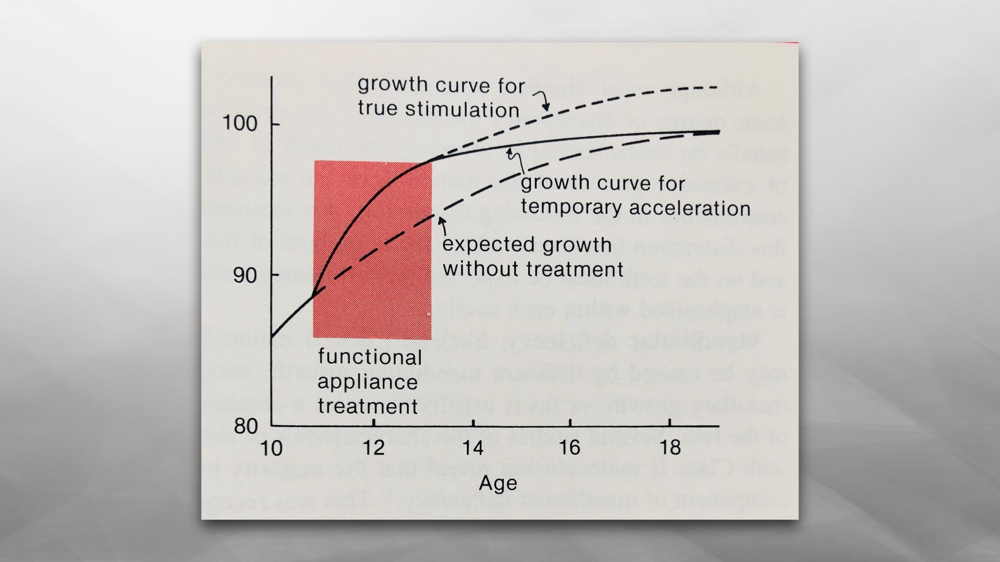 growth curve for
true stimulation
100
growth curve for
temporary acceleration
expected growth
without treatment
90
functional
appliance
treatment
80
10 12 14 16 18
Age